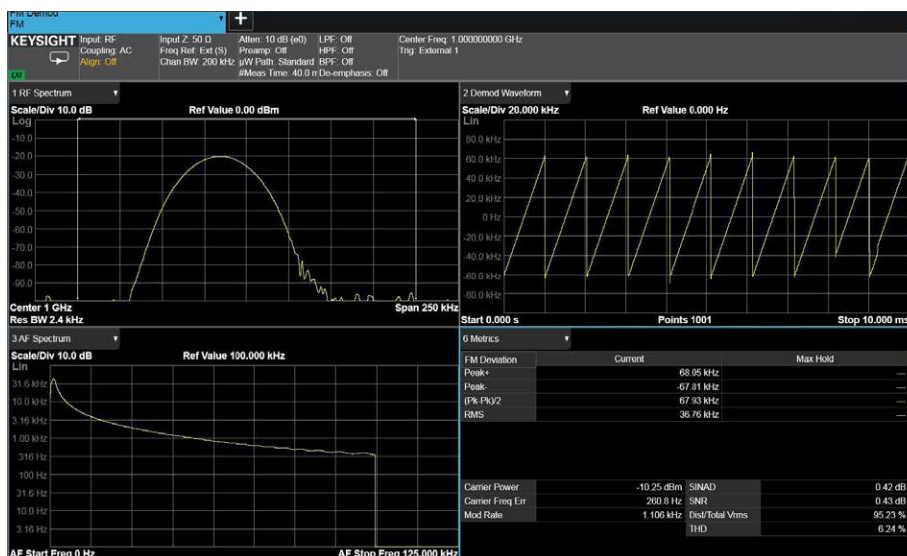 FM Demod
FM
+
KEYSIGHT
Input: RF
Coupling: AC
Align: Off
Input Z: 50 Ω
Freq Ref: Ext (S)
Chan BW: 200 kHz
Atten: 10 dB (e0)
Preamp: Off
µW Path: Standard
#Meas Time: 40.0 m
LPF: Off
HPF: Off
BPF: Off
De-emphasis: Off
Center Freq: 1.000000000 GHz
Trig: External 1
1 RF Spectrum
Scale/Div 10.0 dB
Ref Value 0.00 dBm
Log
-10.0
-20.0
-30.0
-40.0
-50.0
-60.0
-70.0
-80.0
-90.0
Center 1 GHz
Span 250 kHz
Res BW 2.4 kHz
2 Demod Waveform
Scale/Div 20.000 kHz
Ref Value 0.000 Hz
Lin
80.0 kHz
60.0 kHz
40.0 kHz
20.0 kHz
0 Hz
-20.0 kHz
-40.0 kHz
-60.0 kHz
-80.0 kHz
Start 0.000 s
Points 1001
Stop 10.000 ms
3 AF Spectrum
Scale/Div 10.0 dB
Ref Value 100.000 kHz
Lin
31.6 kHz
10.0 kHz
3.16 kHz
1.00 kHz
316 Hz
100 Hz
31.6 Hz
10.0 Hz
3.16 Hz
AF Start Freq 0 Hz
AF Stop Freq 125.000 kHz
6 Metrics
FM Deviation Current Max Hold
Peak+ 68.05 kHz ---
Peak- -67.81 kHz ---
(Pk-Pk)/2 67.93 kHz ---
RMS 36.76 kHz ---
Carrier Power -10.25 dBm SINAD 0.42 dB
Carrier Freq Err 260.8 Hz SNR 0.43 dB
Mod Rate 1.106 kHz Dist/Total Vrms 95.23 %
THD 6.24 %